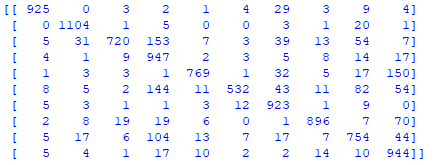 [[ 925 0 3 2 1 4 29 3 9 4]
[ 0 1104 1 5 0 0 3 1 20 1]
[ 5 31 720 153 7 3 39 13 54 7]
[ 4 1 9 947 2 3 5 8 14 17]
[ 1 3 3 1 769 1 32 5 17 150]
[ 8 5 2 144 11 532 43 11 82 54]
[ 5 3 1 1 3 12 923 1 9 0]
[ 2 8 19 19 6 0 1 896 7 70]
[ 5 17 6 104 13 7 17 7 754 44]
[ 5 4 1 17 10 2 2 14 10 944]]